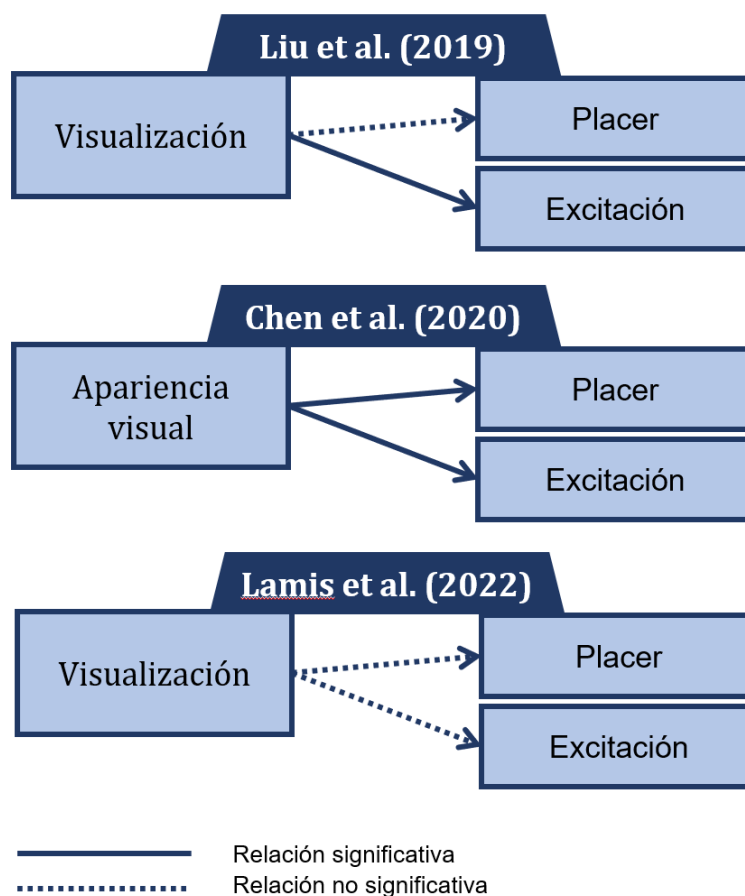 Liu et al. (2019)
Visualización
Placer
Excitación
Chen et al. (2020)
Apariencia
visual
Placer
Excitación
Lamis et al. (2022)
Visualización
Placer
Excitación
Relación significativa
Relación no significativa